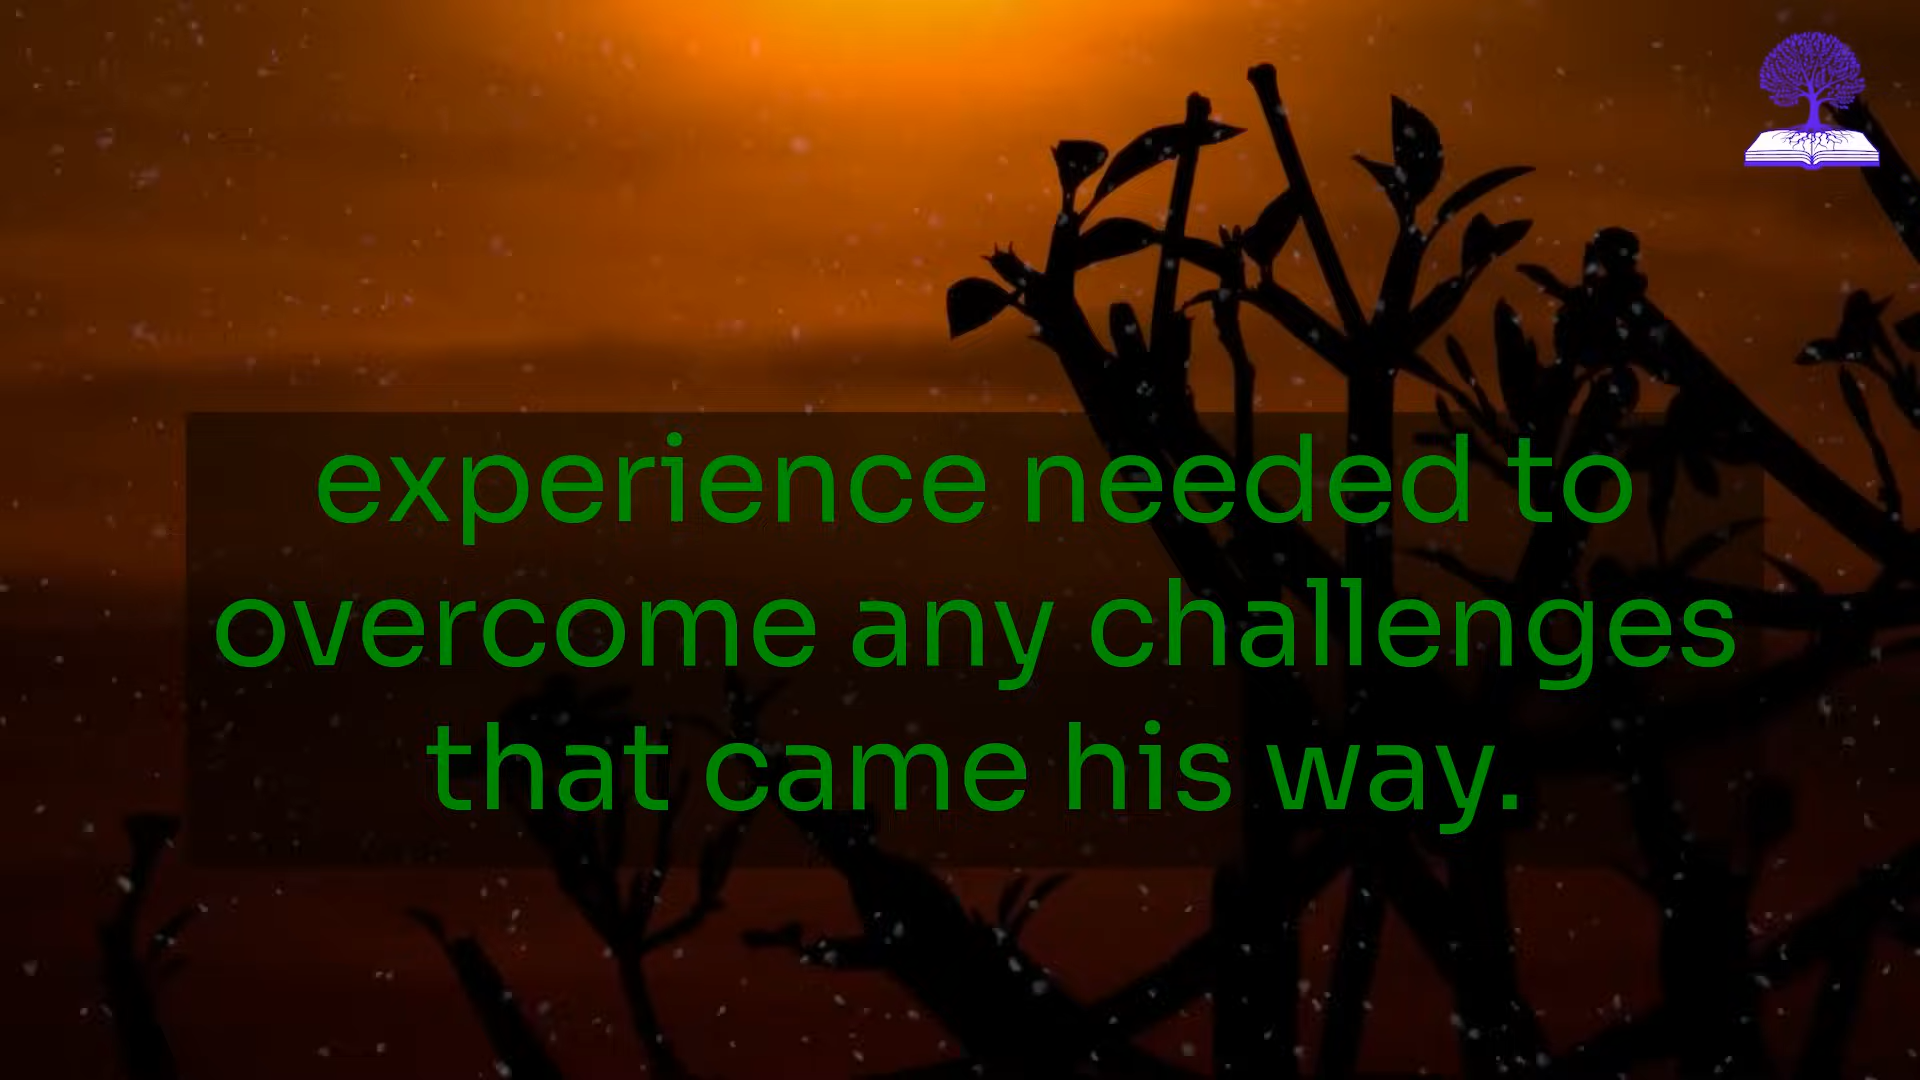 experience needed to
overcome any challenges
that came his way.